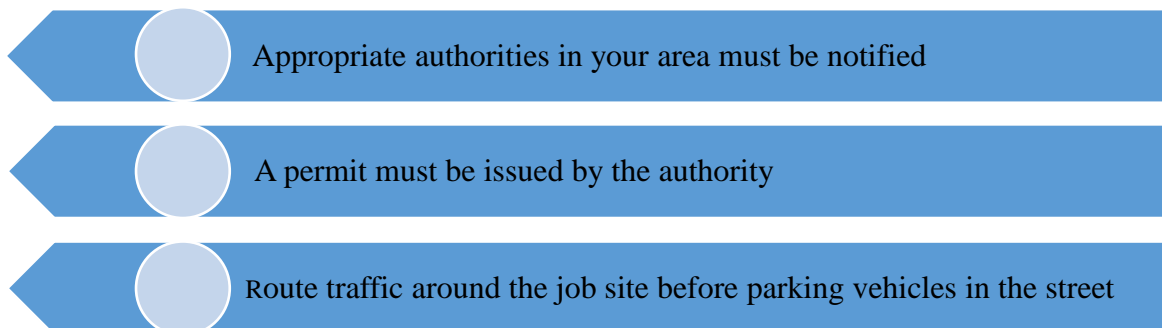 Appropriate authorities in your area must be notified
A permit must be issued by the authority
Route traffic around the job site before parking vehicles in the street